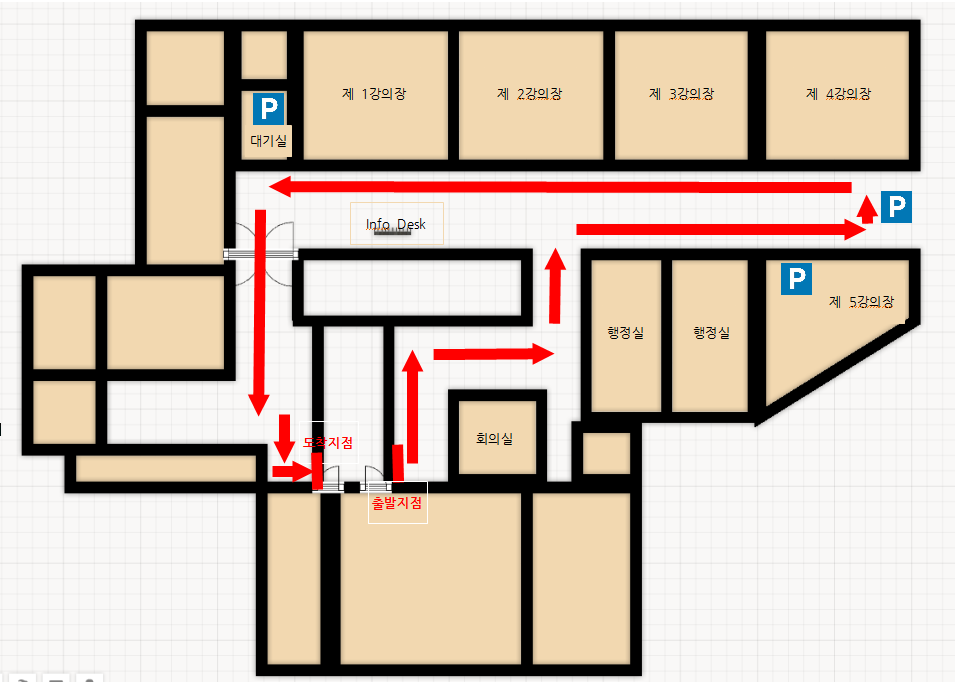 제 1강의장
제 2강의장
제 3강의장
제 4강의장
P
대기실
P
Info Desk
P
제 5강의장
행정실
행정실
회의실
도착지점
출발지점